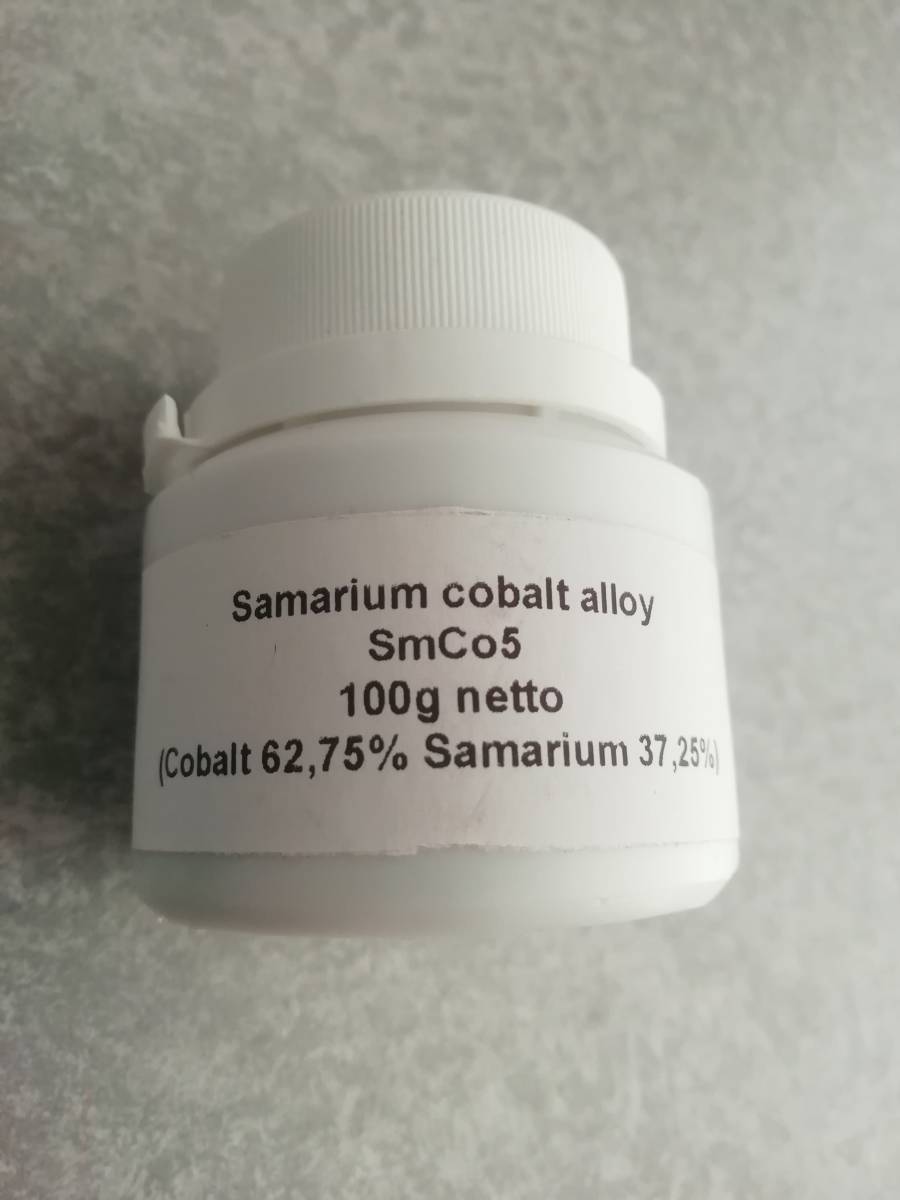 Samarium cobalt alloy
SmCo5
100g netto
(Cobalt 62,75% Samarium 37,25%)